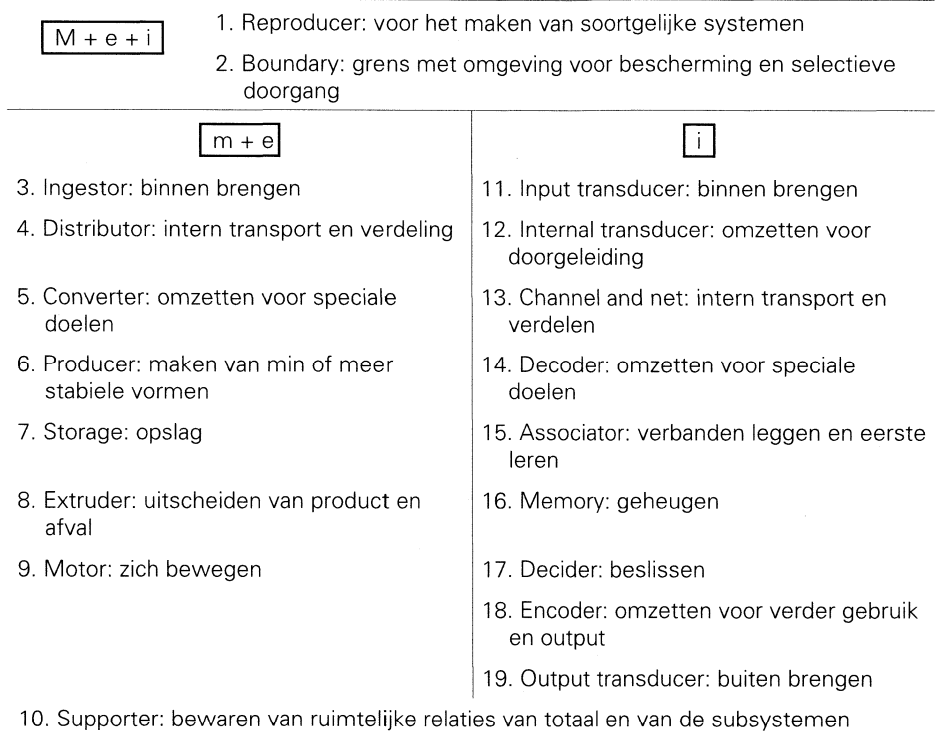 M + e + i
1. Reproducer: voor het maken van soortgelijke systemen
2. Boundary: grens met omgeving voor bescherming en selectieve
doorgang
m + e
3. Ingestor: binnen brengen
4. Distributor: intern transport en verdeling
5. Converter: omzetten voor speciale
doelen
6. Producer: maken van min of meer
stabiele vormen
7. Storage: opslag
8. Extruder: uitscheiden van product en
afval
9. Motor: zich bewegen
i
11. Input transducer: binnen brengen
12. Internal transducer: omzetten voor
doorgeleiding
13. Channel and net: intern transport en
verdelen
14. Decoder: omzetten voor speciale
doelen
15. Associator: verbanden leggen en eerste
leren
16. Memory: geheugen
17. Decider: beslissen
18. Encoder: omzetten voor verder gebruik
en output
19. Output transducer: buiten brengen
10. Supporter: bewaren van ruimtelijke relaties van totaal en van de subsystemen